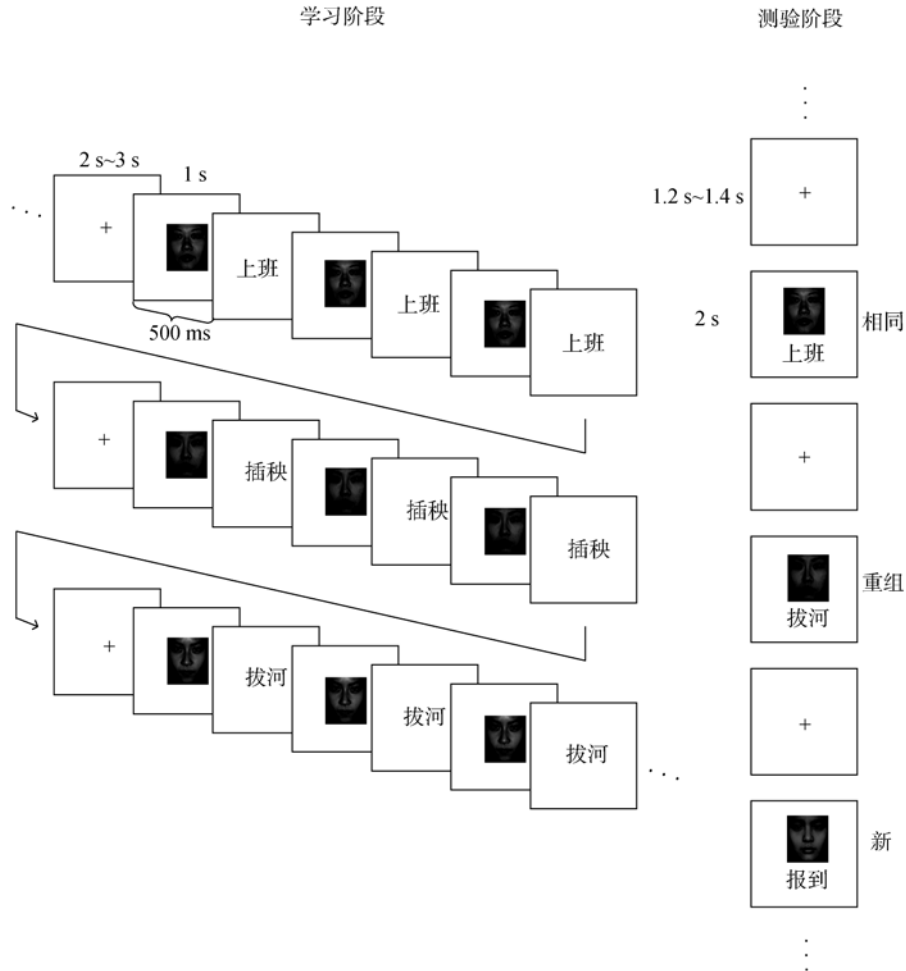 学习阶段
测验阶段
2 s~3 s
1 s
上班
上班
上班
500 ms
插秧
插秧
插秧
拔河
拔河
拔河
1.2 s~1.4 s
2 s
上班
相同
拔河
重组
报到
新